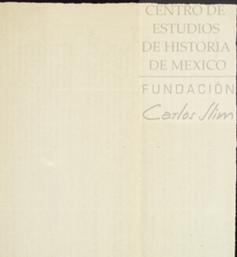 CENTRO DE
ESTUDIOS
DE HISTORIA
DE MEXICO
FUNDACIÓN
Carlos Slim